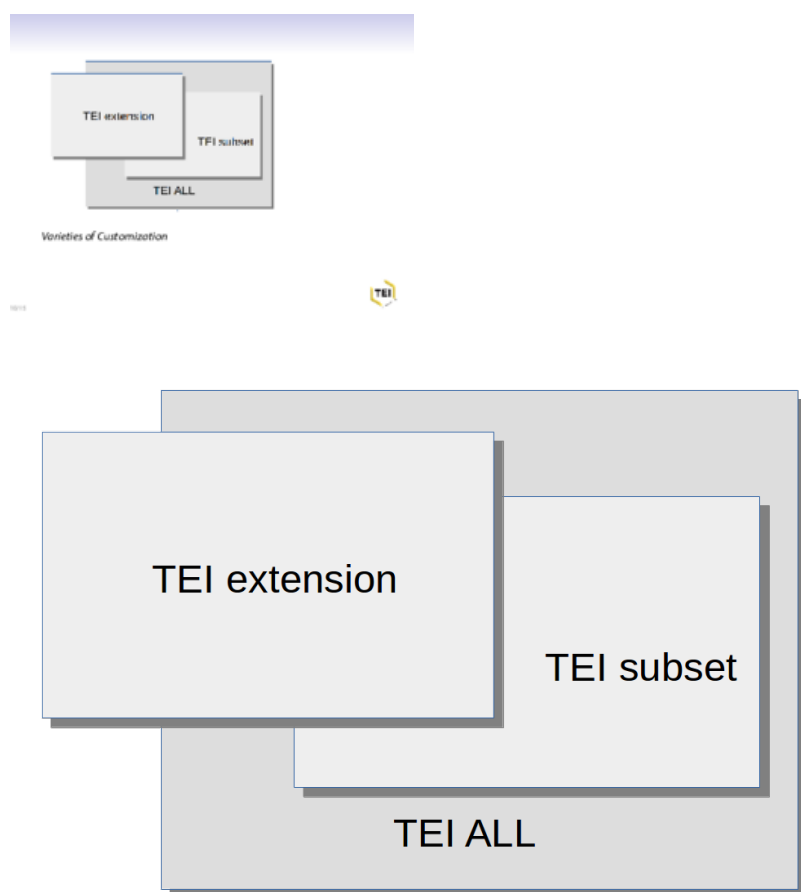 TEI extension
TEI subset
TEI ALL
Varieties of Customization
TEI
TEI extension
TEI subset
TEI ALL